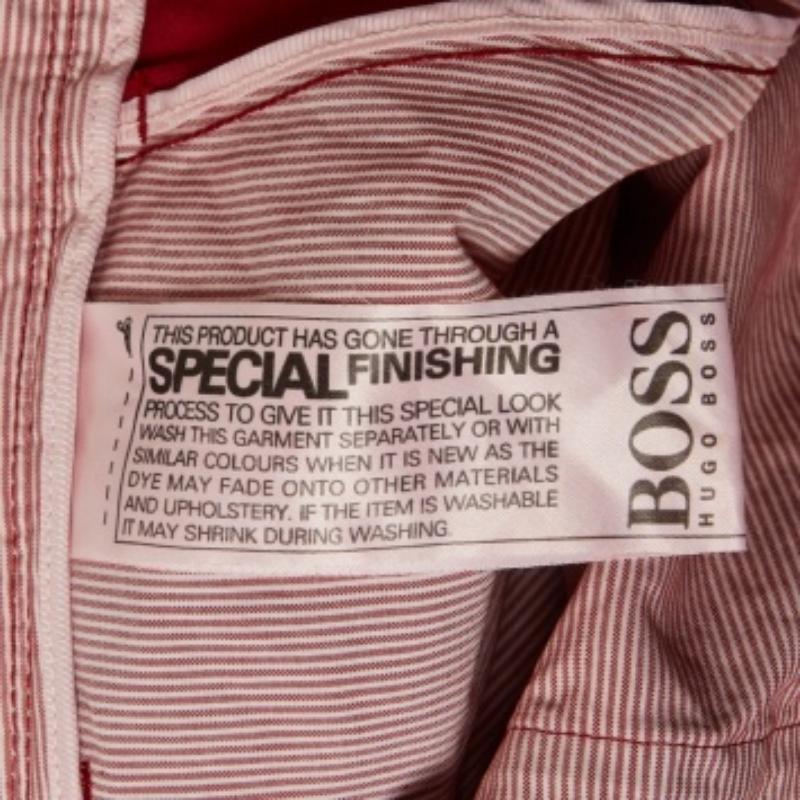 THIS PRODUCT HAS GONE THROUGH A
SPECIAL FINISHING
PROCESS TO GIVE IT THIS SPECIAL LOOK
WASH THIS GARMENT SEPARATELY OR WITH
SIMILAR COLOURS WHEN IT IS NEW AS THE
DYE MAY FADE ONTO OTHER MATERIALS
AND UPHOLSTERY. IF THE ITEM IS WASHABLE
IT MAY SHRINK DURING WASHING.
BOSS
HUGO BOSS